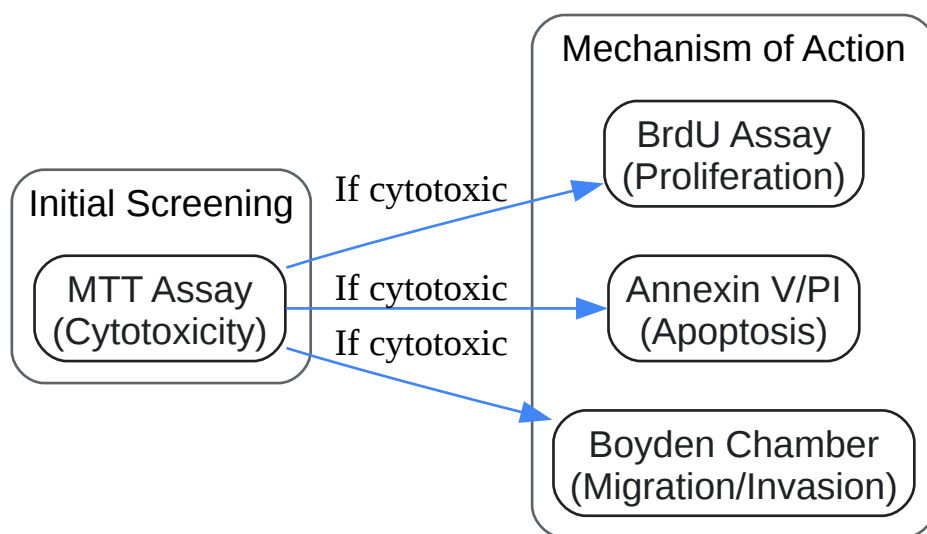 Initial Screening
MTT Assay
(Cytotoxicity)
If cytotoxic
If cytotoxic
If cytotoxic
Mechanism of Action
BrdU Assay
(Proliferation)
Annexin V/PI
(Apoptosis)
Boyden Chamber
(Migration/Invasion)